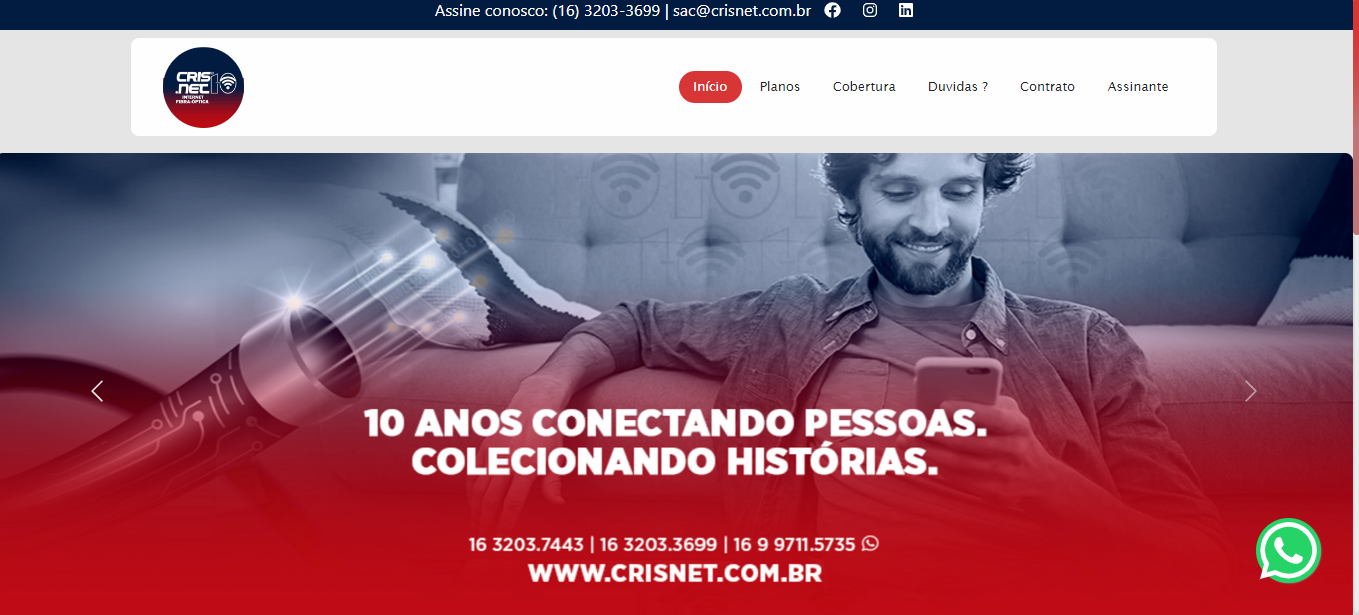 Assine conosco: (16) 3203-3699 | sac@crisnet.com.br
CRIS
.NET 10
INTERNET
FIBRA-ÓPTICA
Início Planos Cobertura Duvidas ? Contrato Assinante
10 ANOS CONECTANDO PESSOAS.
COLECIONANDO HISTÓRIAS.
16 3203.7443 | 16 3203.3699 | 16 9 9711.5735
WWW.CRISNET.COM.BR